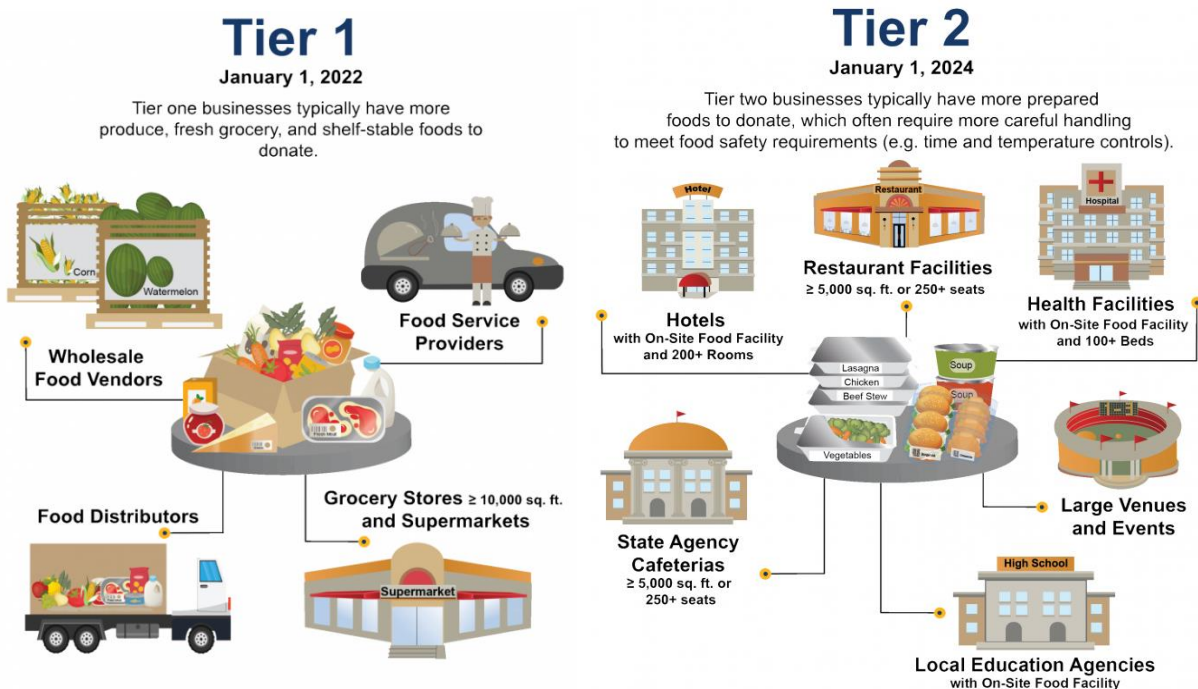 Tier 1
January 1, 2022
Tier one businesses typically have more
produce, fresh grocery, and shelf-stable foods to
donate.
Corn
Watermelon
Wholesale
Food Vendors
Food Service
Providers
Fresh Meat
Food Distributors
Grocery Stores ≥ 10,000 sq. ft.
and Supermarkets
Supermarket
Tier 2
January 1, 2024
Tier two businesses typically have more prepared
foods to donate, which often require more careful handling
to meet food safety requirements (e.g. time and temperature controls).
Hotel
Hotels
with On-Site Food Facility
and 200+ Rooms
Restaurant
Restaurant Facilities
≥ 5,000 sq. ft. or 250+ seats
Hospital
Health Facilities
with On-Site Food Facility
and 100+ Beds
Lasagna
Chicken
Beef Stew
Vegetables
Soup
Soup
State Agency
Cafeterias
≥ 5,000 sq. ft. or
250+ seats
Large Venues
and Events
High School
Local Education Agencies
with On-Site Food Facility